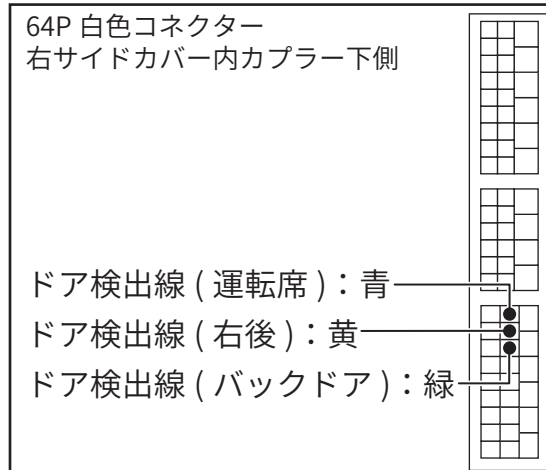 64P 白色コネクター
右サイドカバー内カプラー下側
ドア検出線 ( 運転席 )：青
ドア検出線 ( 右後 )：黄
ドア検出線 ( バックドア )：緑